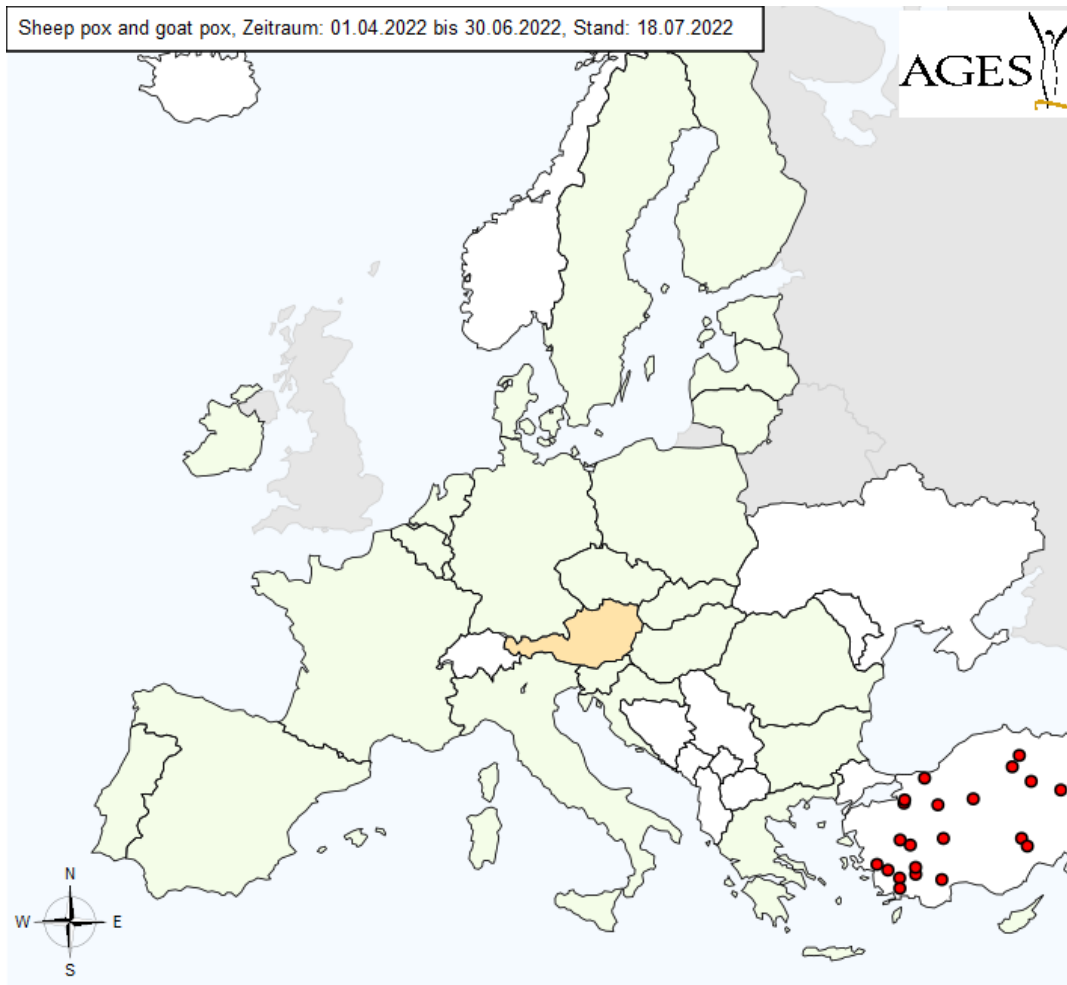 Sheep pox and goat pox, Zeitraum: 01.04.2022 bis 30.06.2022, Stand: 18.07.2022
AGES
N
W E
S